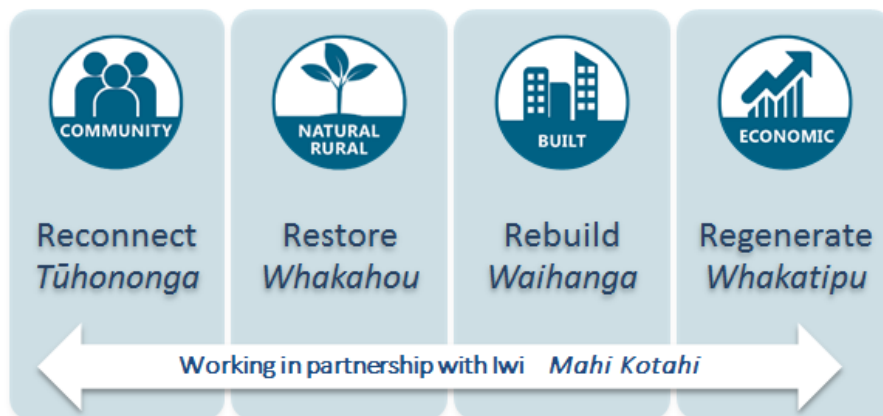 COMMUNITY
Reconnect
Tūhononga
NATURAL
RURAL
Restore
Whakahou
BUILT
Rebuild
Waihanga
ECONOMIC
Regenerate
Whakatipu
Working in partnership with Iwi Mahi Kotahi